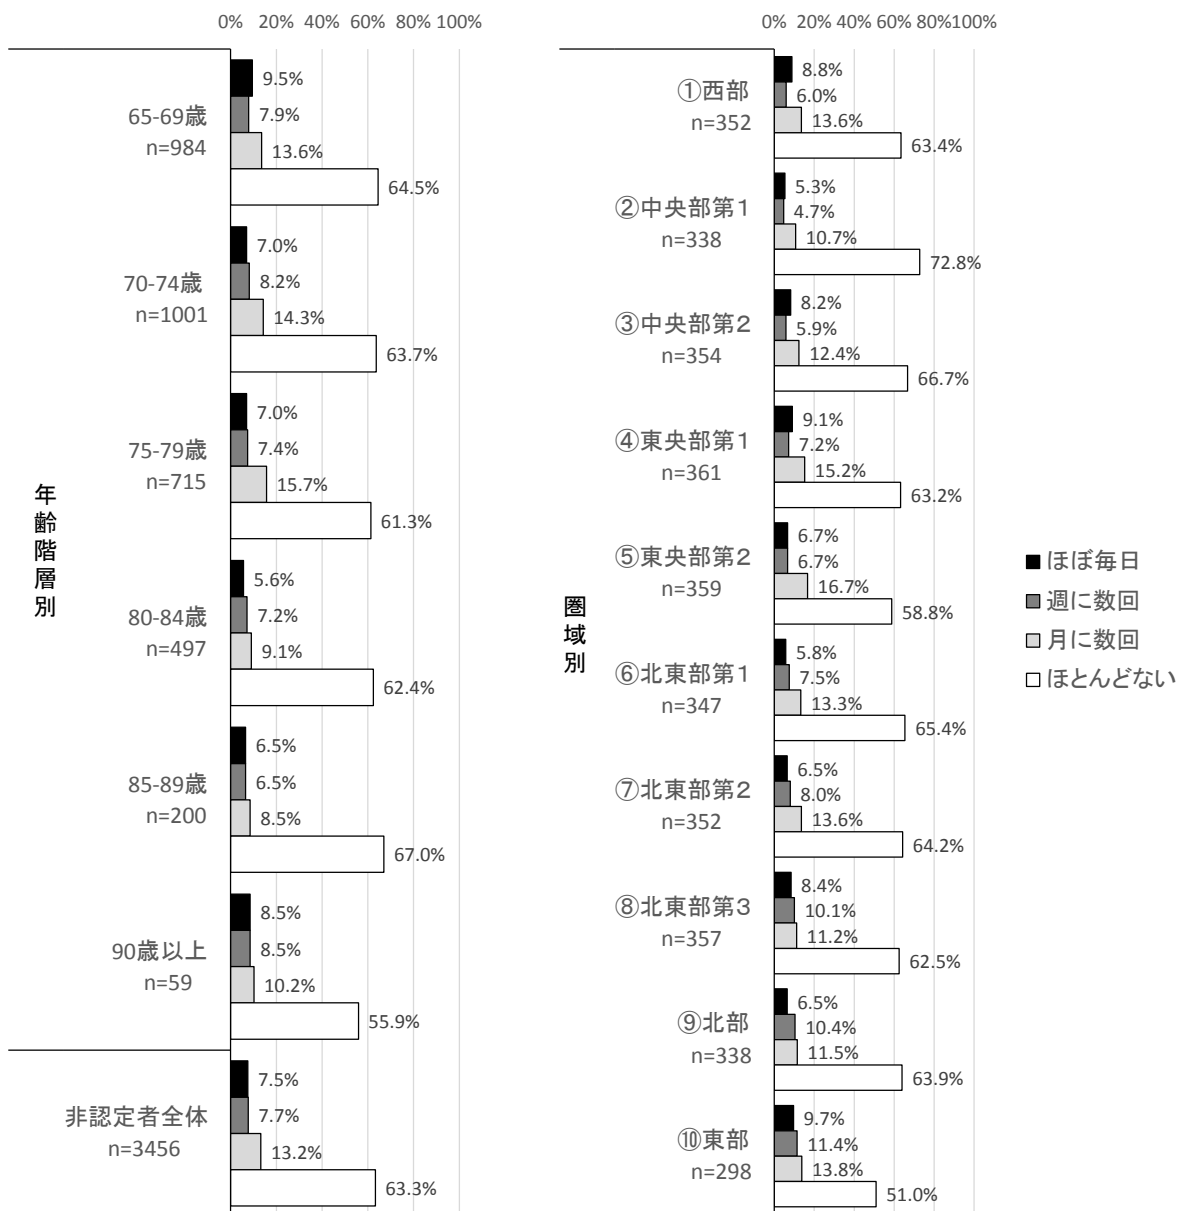 0% 20% 40% 60% 80% 100%
年齢階層別
65-69歳
n=984
9.5%
7.9%
13.6%
64.5%
70-74歳
n=1001
7.0%
8.2%
14.3%
63.7%
75-79歳
n=715
7.0%
7.4%
15.7%
61.3%
80-84歳
n=497
5.6%
7.2%
9.1%
62.4%
85-89歳
n=200
6.5%
6.5%
8.5%
67.0%
90歳以上
n=59
8.5%
8.5%
10.2%
55.9%
非認定者全体
n=3456
7.5%
7.7%
13.2%
63.3%
0% 20% 40% 60% 80% 100%
圏域別
①西部
n=352
8.8%
6.0%
13.6%
63.4%
②中央部第1
n=338
5.3%
4.7%
10.7%
72.8%
③中央部第2
n=354
8.2%
5.9%
12.4%
66.7%
④東央部第1
n=361
9.1%
7.2%
15.2%
63.2%
⑤東央部第2
n=359
6.7%
6.7%
16.7%
58.8%
⑥北東部第1
n=347
5.8%
7.5%
13.3%
65.4%
⑦北東部第2
n=352
6.5%
8.0%
13.6%
64.2%
⑧北東部第3
n=357
8.4%
10.1%
11.2%
62.5%
⑨北部
n=338
6.5%
10.4%
11.5%
63.9%
⑩東部
n=298
9.7%
11.4%
13.8%
51.0%
ほぼ毎日
週に数回
月に数回
ほとんどない